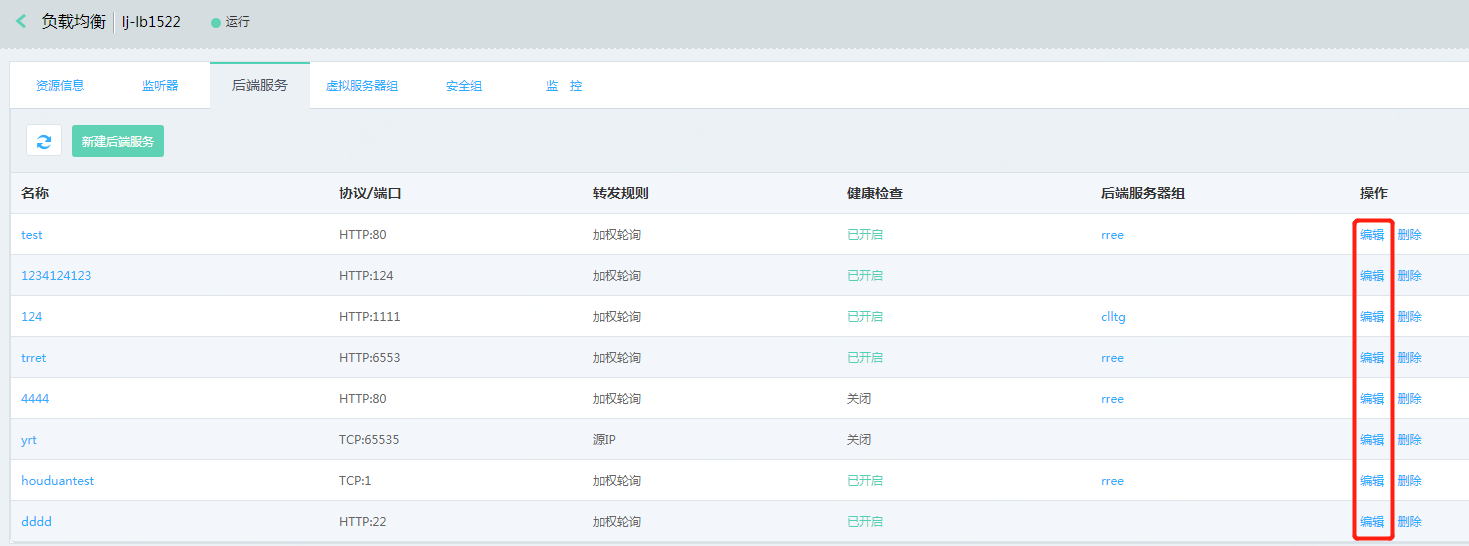 负载均衡 lj-lb1522 运行
资源信息 监听器 后端服务 虚拟服务器组 安全组 监 控
新建后端服务
名称 协议/端口 转发规则 健康检查 后端服务器组 操作
test HTTP:80 加权轮询 已开启 rree 编辑 删除
1234124123 HTTP:124 加权轮询 已开启 编辑 删除
124 HTTP:1111 加权轮询 已开启 clltg 编辑 删除
trret HTTP:6553 加权轮询 已开启 rree 编辑 删除
4444 HTTP:80 加权轮询 关闭 rree 编辑 删除
yrt TCP:65535 源IP 关闭 编辑 删除
houduantest TCP:1 加权轮询 已开启 rree 编辑 删除
dddd HTTP:22 加权轮询 已开启 编辑 删除